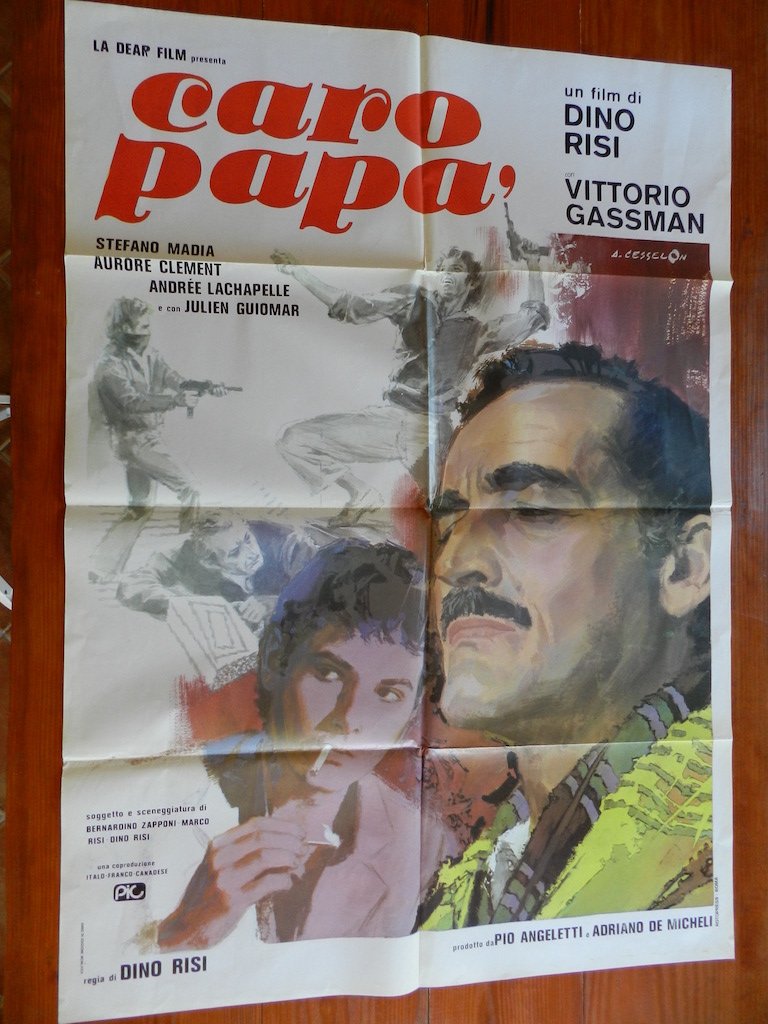 LA DEAR FILM presenta
caro
papa'
un film di
DINO
RISI
con
VITTORIO
GASSMAN
STEFANO MADIA
AURORE CLEMENT
ANDRÈE LACHAPELLE
e con JULIEN GUIOMAR
A. CESSELON
soggetto e sceneggiatura di
BERNARDINO ZAPPONI - MARCO
RISI - DINO RISI
una coproduzione
ITALO-FRANCO-CANADESE
PIC
regia di DINO RISI
prodotto da PIO ANGELETTI e ADRIANO DE MICHELI